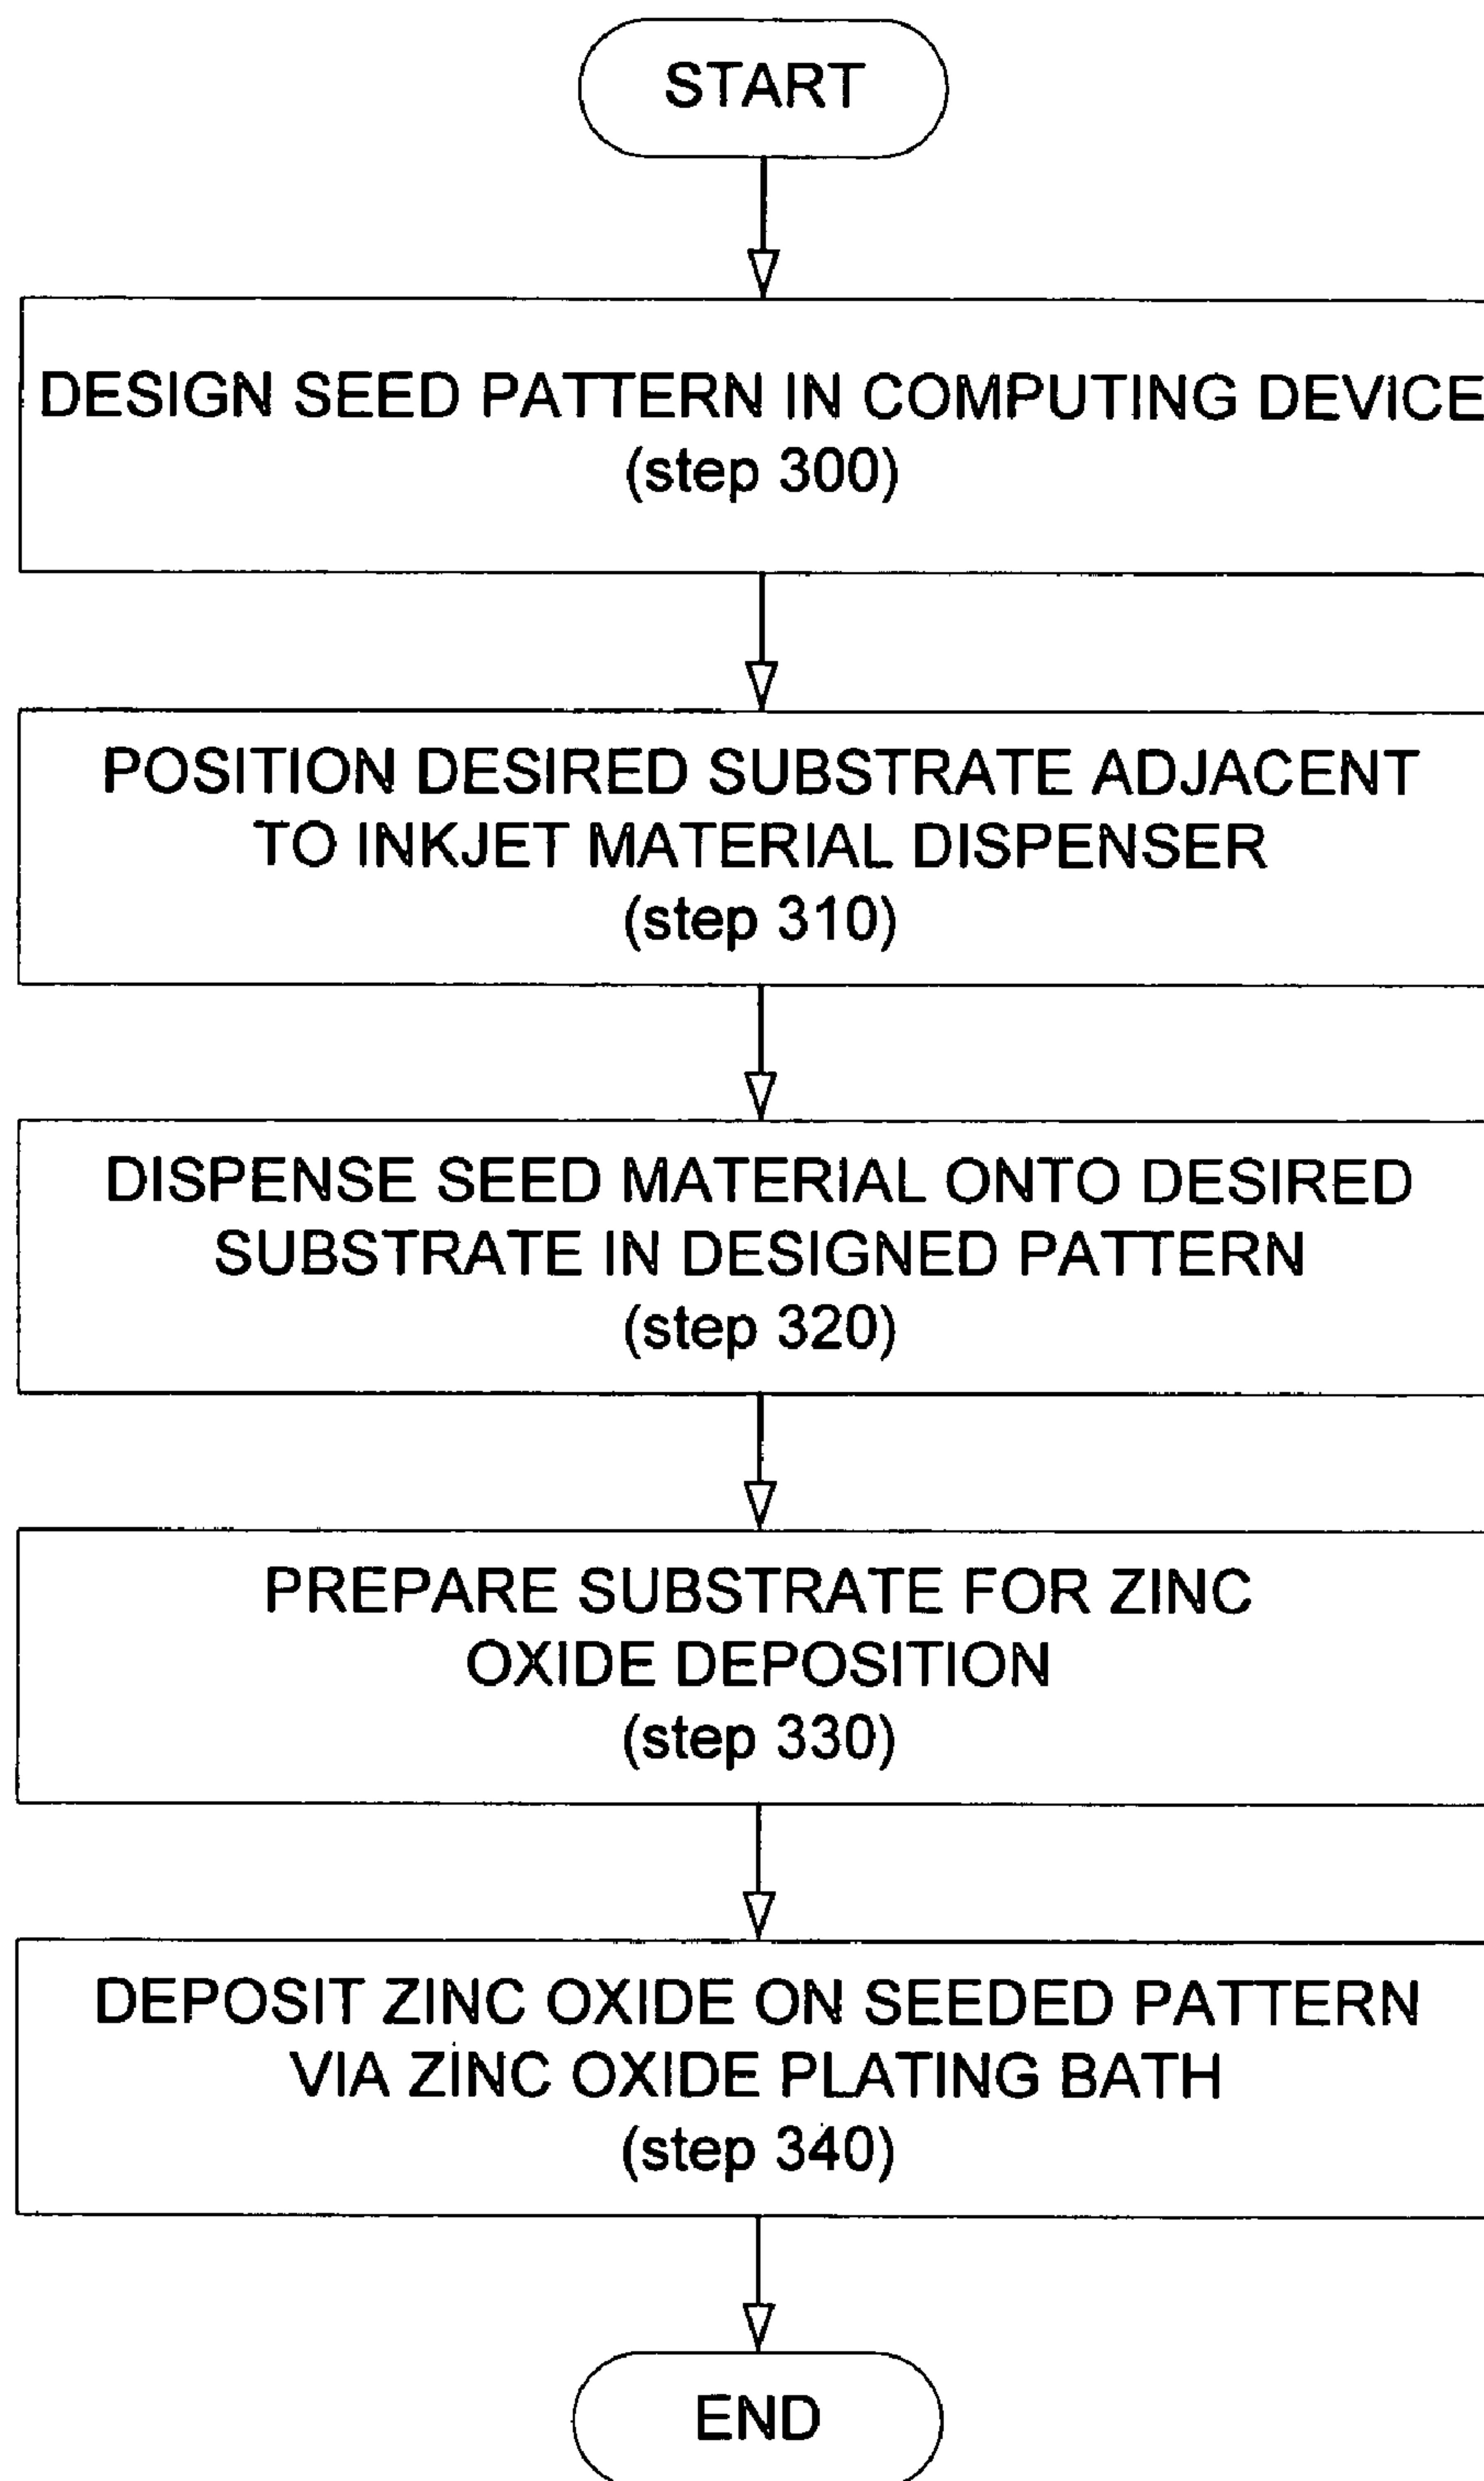 START
DESIGN SEED PATTERN IN COMPUTING DEVICE
(step 300)
POSITION DESIRED SUBSTRATE ADJACENT
TO INKJET MATERIAL DISPENSER
(step 310)
DISPENSE SEED MATERIAL ONTO DESIRED
SUBSTRATE IN DESIGNED PATTERN
(step 320)
PREPARE SUBSTRATE FOR ZINC
OXIDE DEPOSITION
(step 330)
DEPOSIT ZINC OXIDE ON SEEDED PATTERN
VIA ZINC OXIDE PLATING BATH
(step 340)
END